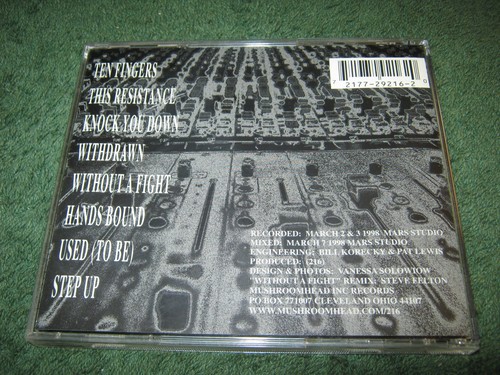 TEN FINGERS
THIS RESISTANCE
KNOCK YOU DOWN
WITHDRAWN
WITHOUT A FIGHT
HANDS BOUND
USED (TO BE)
STEP UP
7 2177-29216-2 0
RECORDED: MARCH 2 & 3 1998 MARS STUDIO
MIXED: MARCH 7 1998 MARS STUDIO
ENGINEERING: BILL KORECKY & PAT LEWIS
PRODUCED: (216)
DESIGN & PHOTOS: VANESSA SOLOWIOW
"WITHOUT A FIGHT" REMIX: STEVE FELTON
MUSHROOMHEAD INC RECORDS
PO BOX 271007 CLEVELAND OHIO 44107
WWW.MUSHROOMHEAD.COM/216